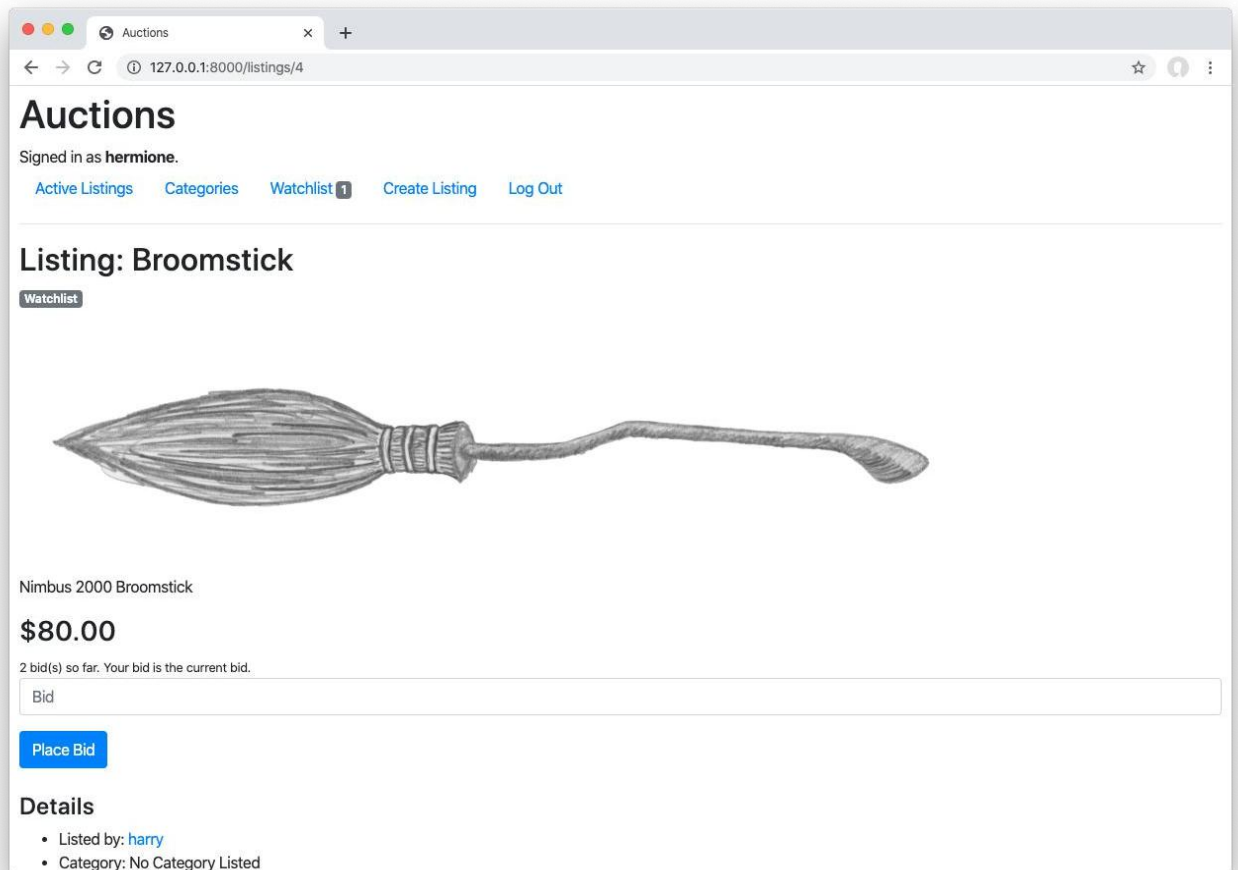 Auctions
127.0.0.1:8000/listings/4
Auctions
Signed in as hermione.
Active Listings Categories Watchlist 1 Create Listing Log Out
Listing: Broomstick
Watchlist
Nimbus 2000 Broomstick
$80.00
2 bid(s) so far. Your bid is the current bid.
Bid
Place Bid
Details
• Listed by: harry
• Category: No Category Listed